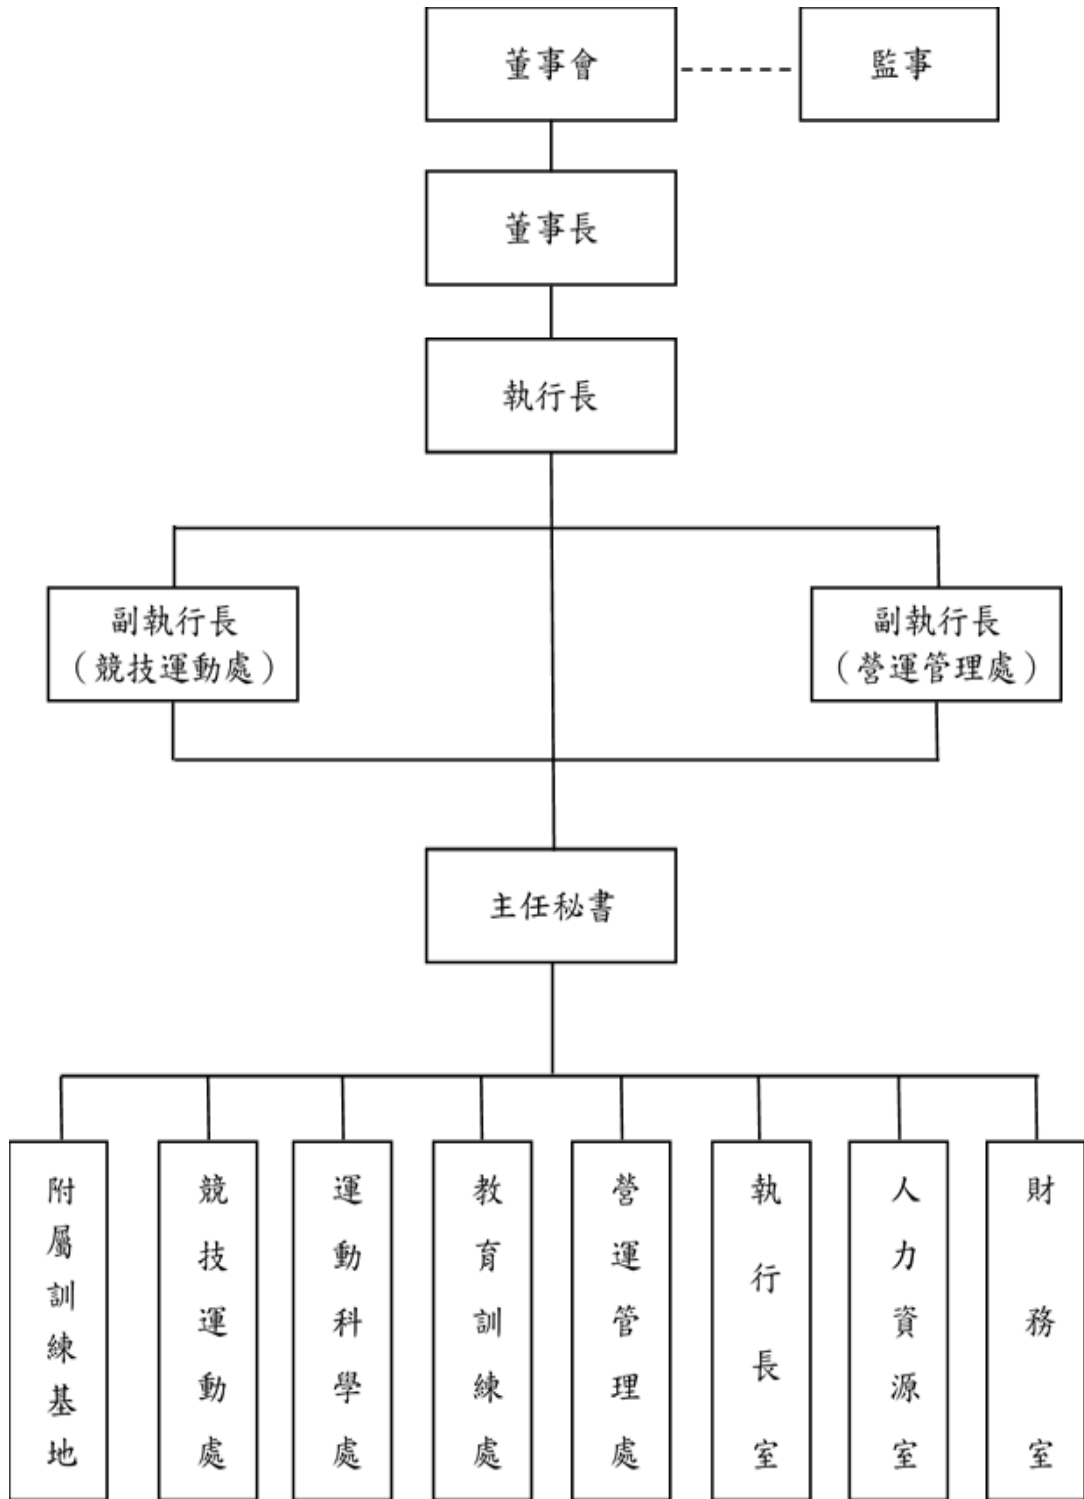 董事會
監事
董事長
執行長
副執行長
（競技運動處）
副執行長
（營運管理處）
主任秘書
附屬訓練基地
競技運動處
運動科學處
教育訓練處
營運管理處
執行長室
人力資源室
財務室